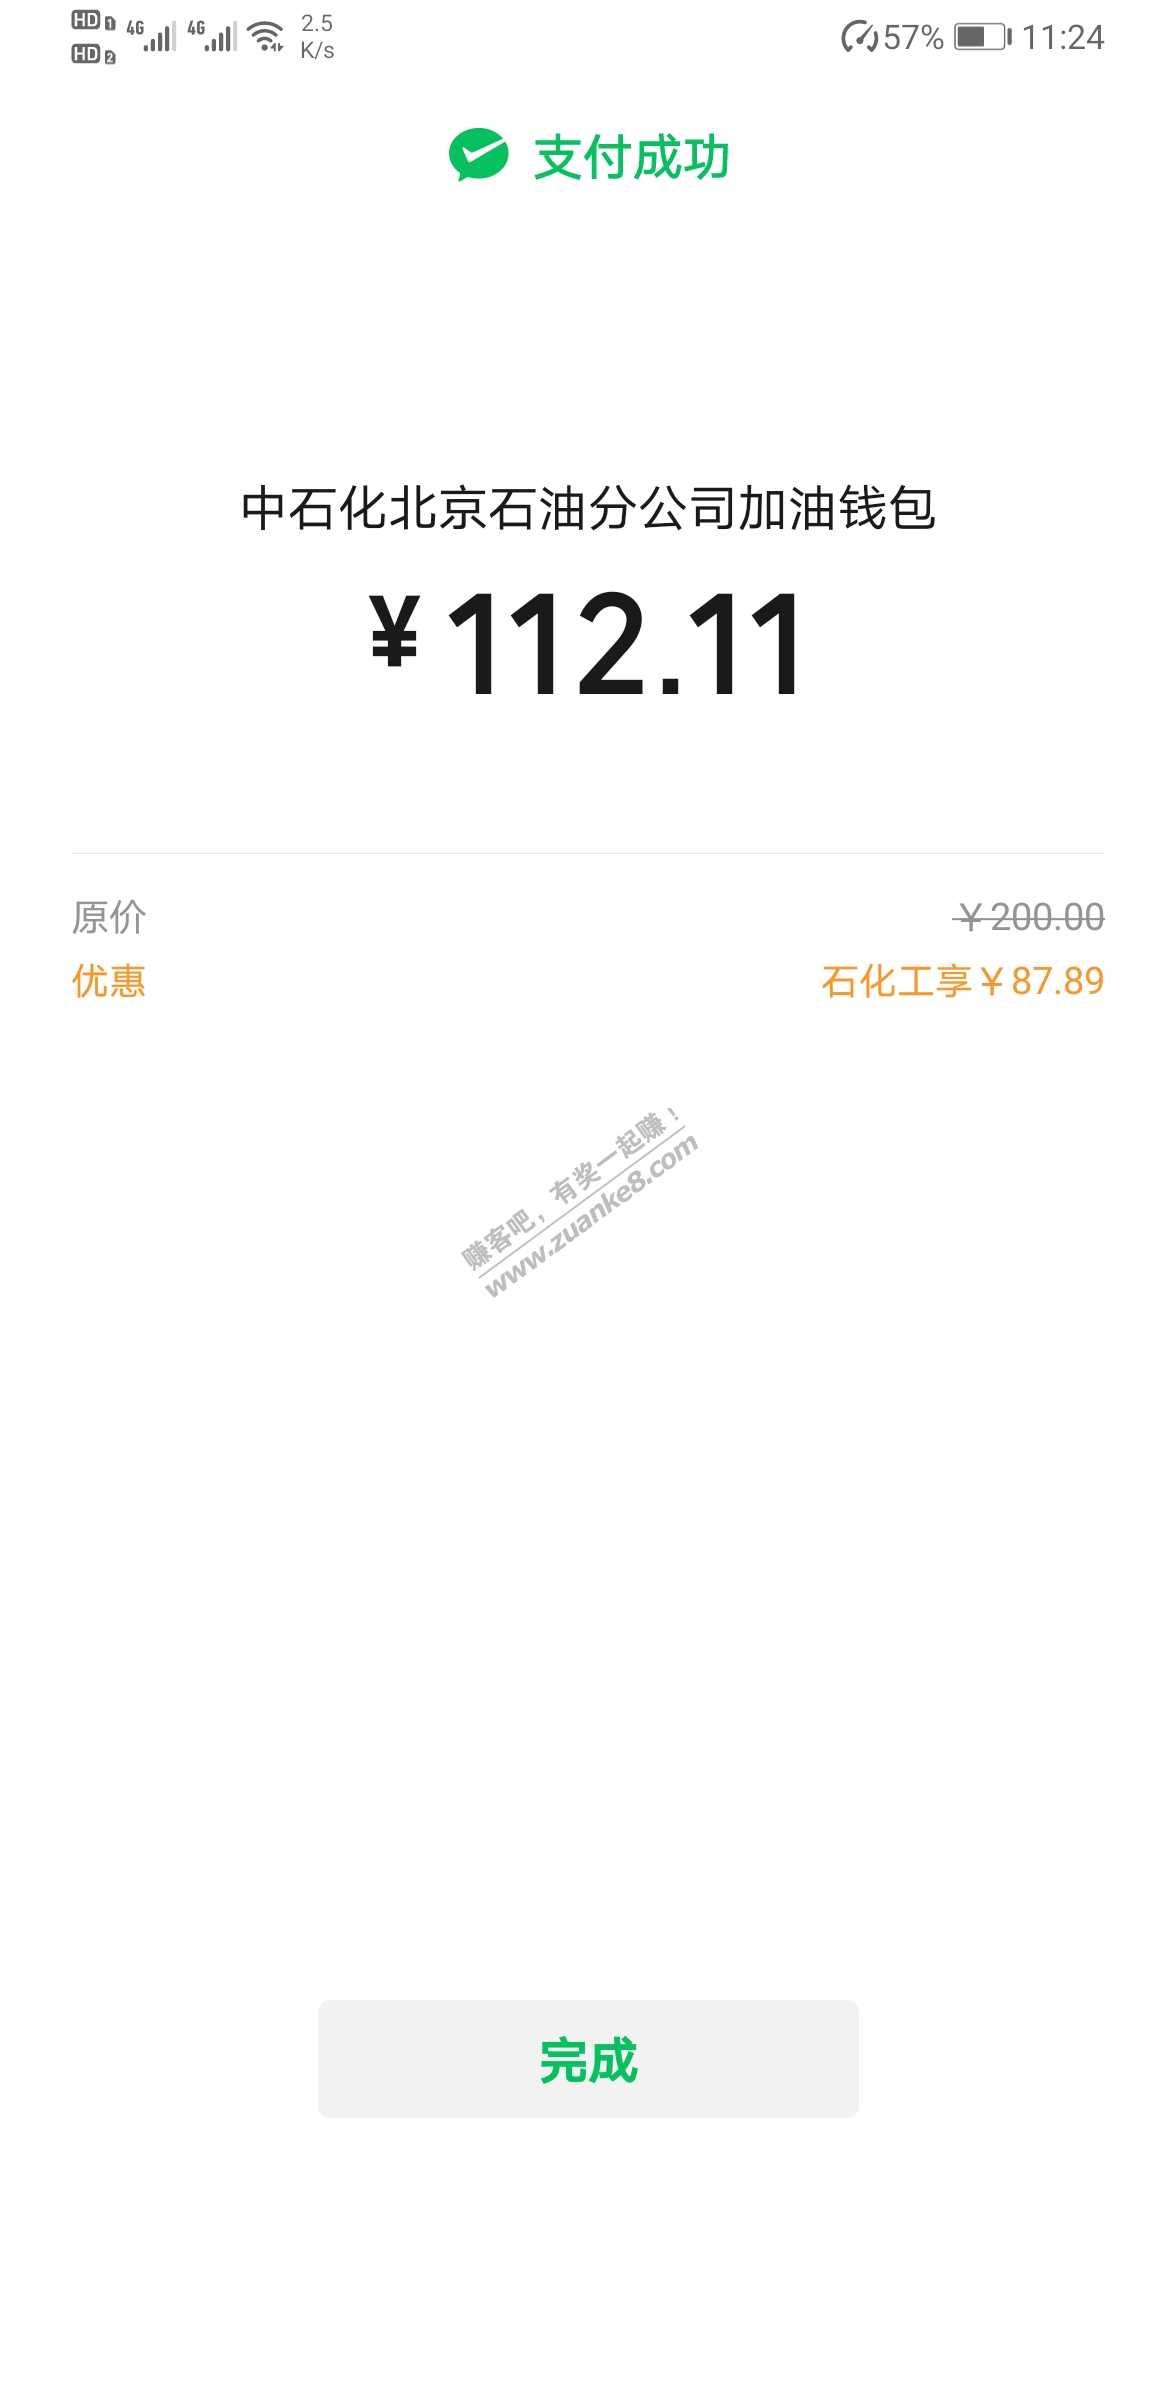 HD 1 4G 4G 2.5 57% 11:24
HD 2 K/s
支付成功
中石化北京石油分公司加油钱包
¥112.11
原价 ¥200.00
优惠 石化工享¥87.89
赚客吧，有奖一起赚！
www.zuanke8.com
完成